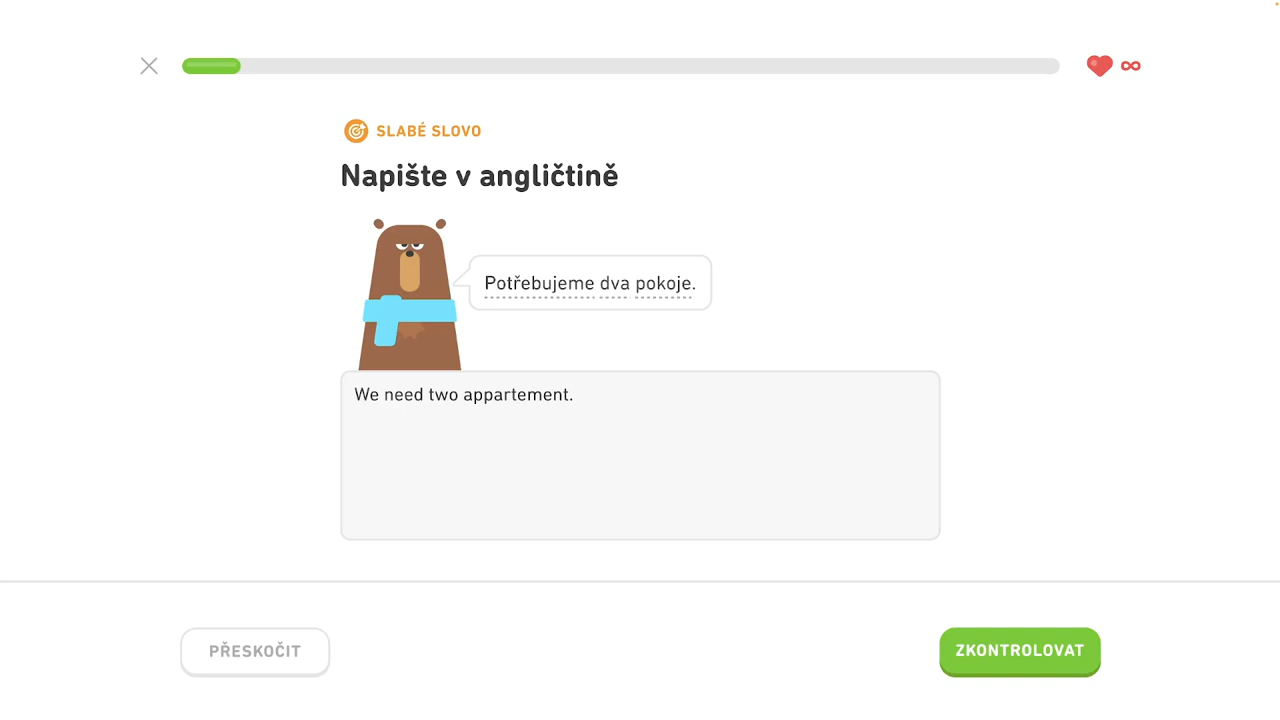 ∞
SLABÉ SLOVO
Napište v angličtině
Potřebujeme dva pokoje.
We need two appartement.
PŘESKOČIT
ZKONTROLOVAT